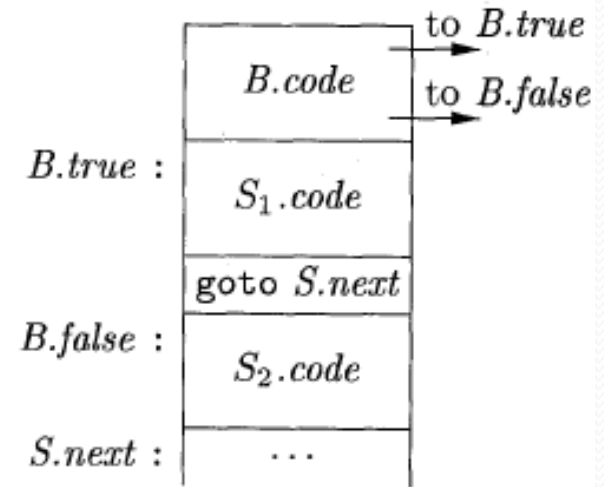 to B.true
B.code
to B.false
B.true :
S₁.code
goto S.next
B.false :
S₂.code
S.next :
...